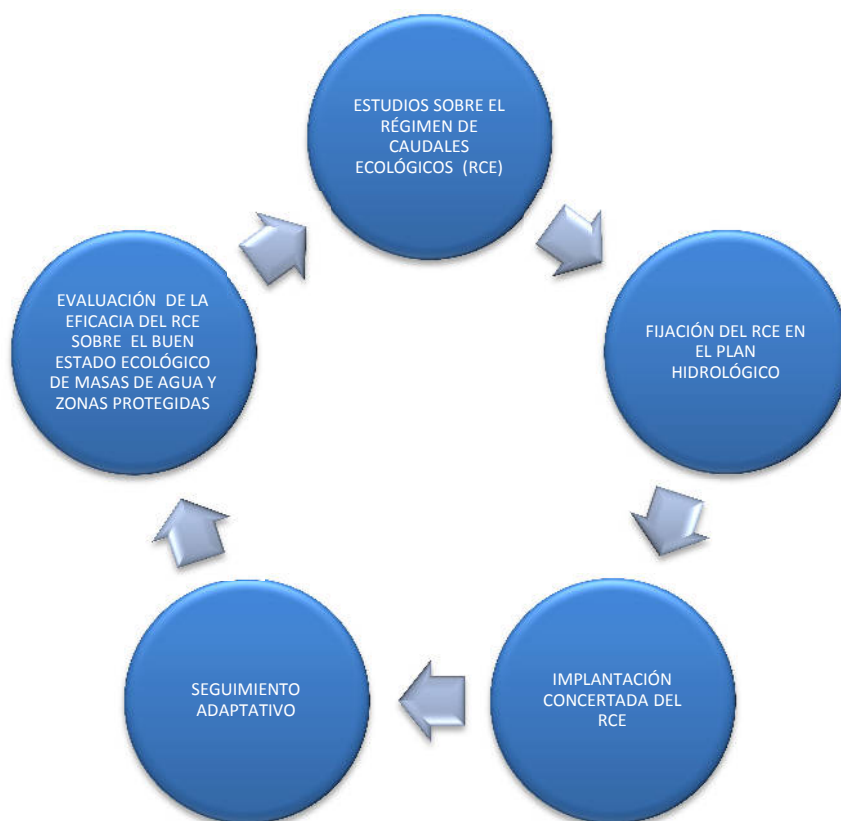 ESTUDIOS SOBRE EL
RÉGIMEN DE
CAUDALES
ECOLÓGICOS (RCE)
FIJACIÓN DEL RCE EN
EL PLAN
HIDROLÓGICO
IMPLANTACIÓN
CONCERTADA DEL
RCE
SEGUIMIENTO
ADAPTATIVO
EVALUACIÓN DE LA
EFICACIA DEL RCE
SOBRE EL BUEN
ESTADO ECOLÓGICO
DE MASAS DE AGUA Y
ZONAS PROTEGIDAS